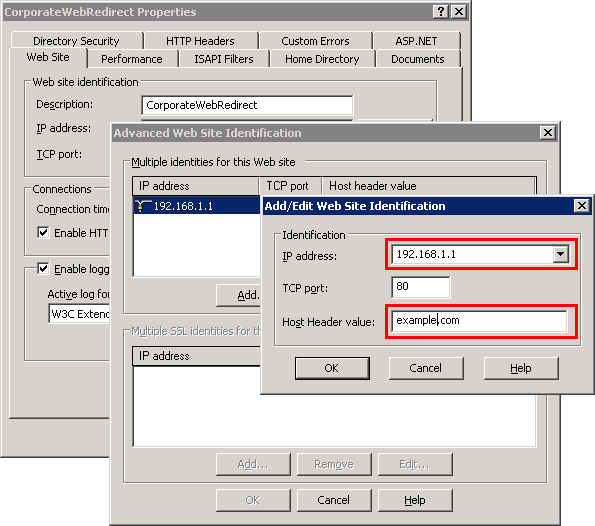 CorporateWebRedirect Properties
Directory Security HTTP Headers Custom Errors ASP.NET
Web Site Performance ISAPI Filters Home Directory Documents
Web site identification
Description: CorporateWebRedirect
IP address:
TCP port:
Connections
Connection time
Enable HTT
Enable logg
Active log for
W3C Extend
Advanced Web Site Identification
Multiple identities for this Web site
IP address TCP port Host header value
192.168.1.1
Add.
Multiple SSL identities for th
IP address
Add... Remove Edit...
OK Cancel Help
Add/Edit Web Site Identification
Identification
IP address: 192.168.1.1
TCP port: 80
Host Header value: example.com
OK Cancel Help